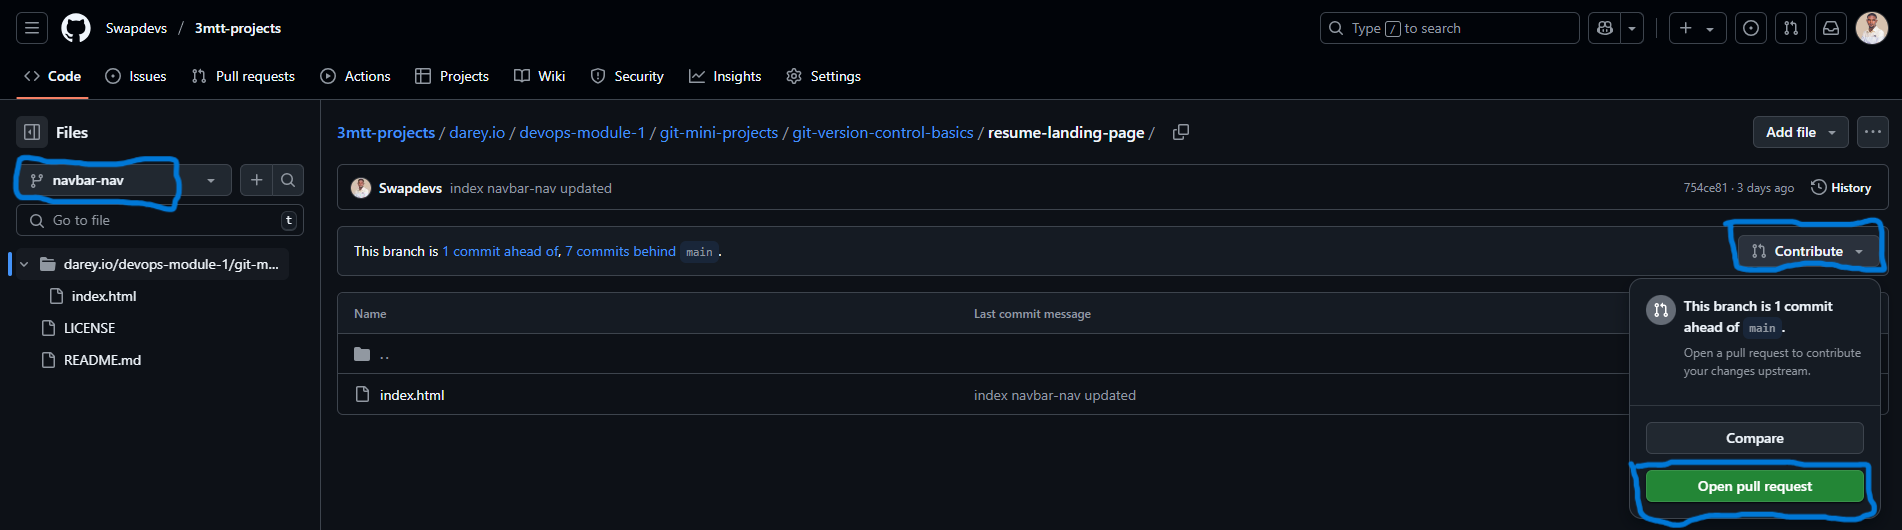 Swapdevs / 3mtt-projects
Type / to search
Code Issues Pull requests Actions Projects Wiki Security Insights Settings
Files
navbar-nav
Go to file t
darey.io/devops-module-1/git-m...
index.html
LICENSE
README.md
3mtt-projects / darey.io / devops-module-1 / git-mini-projects / git-version-control-basics / resume-landing-page /
Add file
Swapdevs index navbar-nav updated
754ce81 · 3 days ago History
This branch is 1 commit ahead of, 7 commits behind main .
Contribute
Name Last commit message
..
index.html index navbar-nav updated
This branch is 1 commit
ahead of main .
Open a pull request to contribute
your changes upstream.
Compare
Open pull request